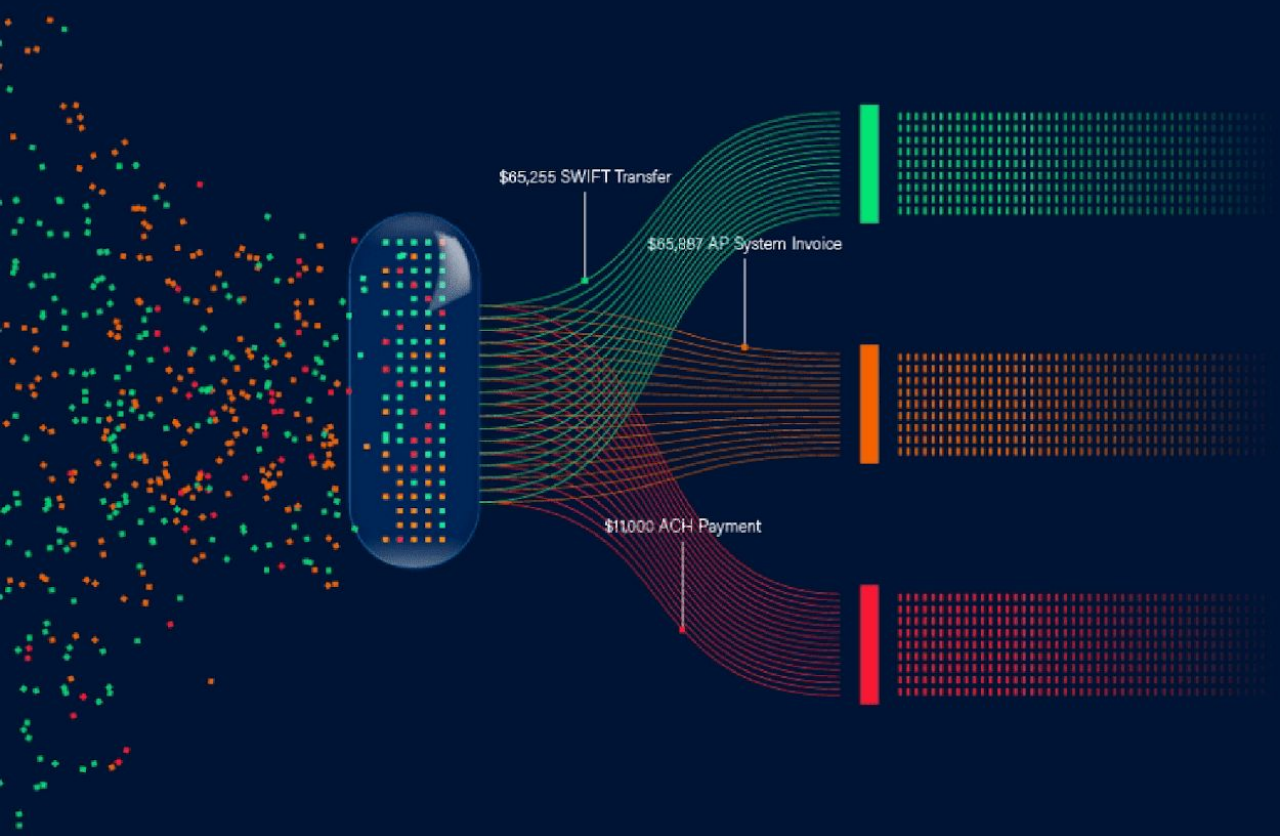 $65,255 SWIFT Transfer
$65,887 AP System Invoice
$11,000 ACH Payment